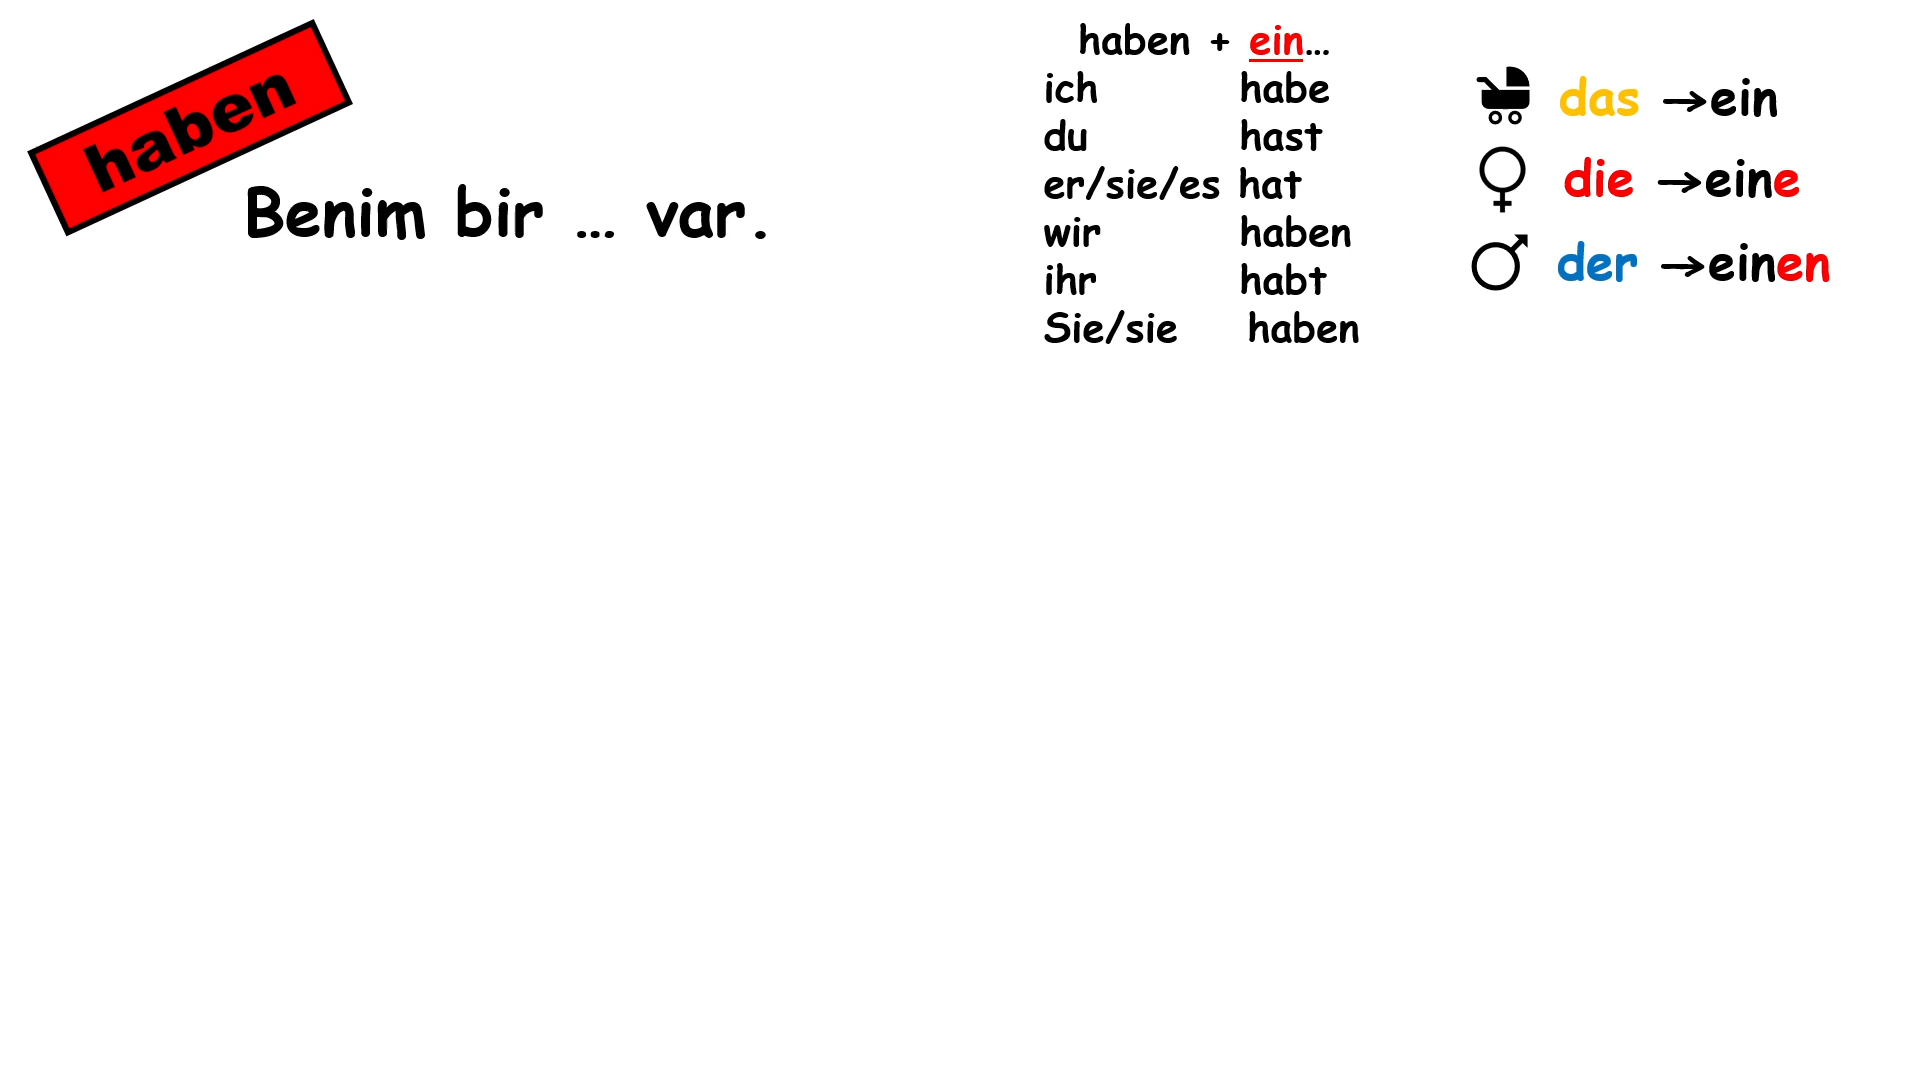 haben
Benim bir ... var.
haben + ein...
ich habe
du hast
er/sie/es hat
wir haben
ihr habt
Sie/sie haben
das →ein
die →eine
der →einen